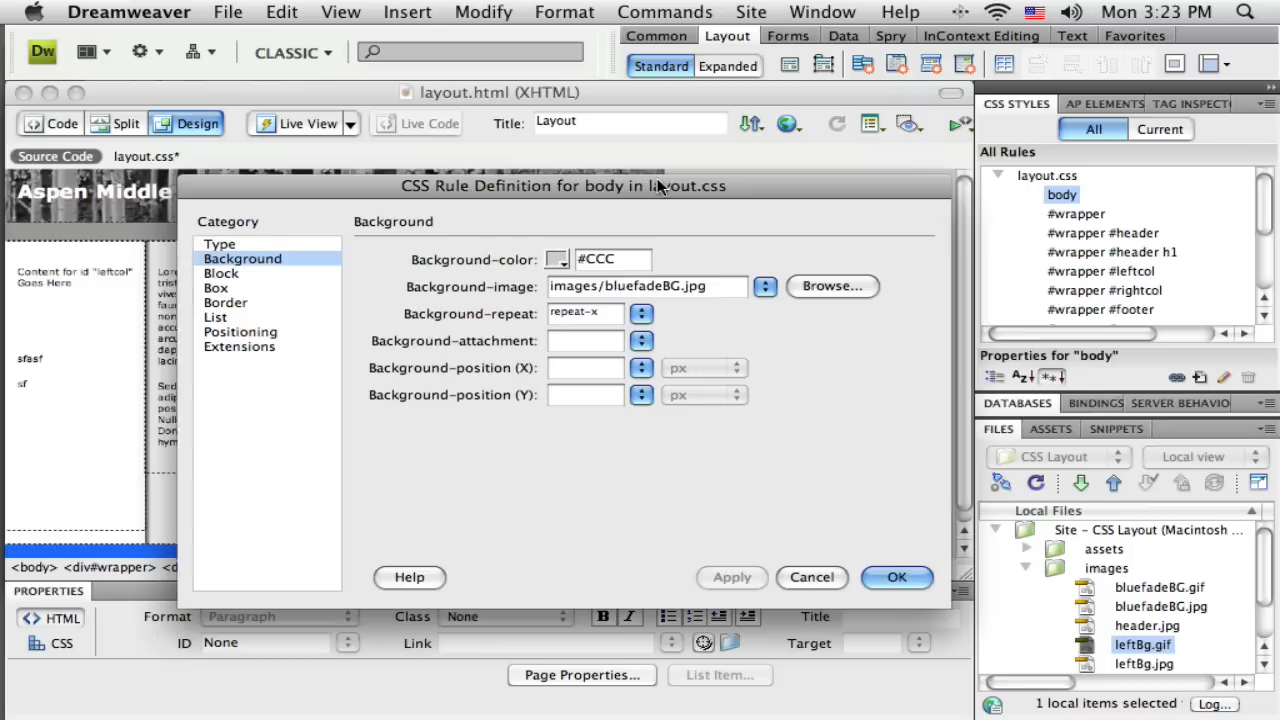 Dreamweaver File Edit View Insert Modify Format Commands Site Window Help Mon 3:23 PM
Dw CLASSIC
Common Layout Forms Data Spry InContext Editing Text Favorites
Standard Expanded
layout.html (XHTML)
Code Split Design Live View Live Code Title: Layout
Source Code layout.css*
Aspen Middle
Content for id "leftcol"
Goes Here
sfasf
sf
CSS Rule Definition for body in layout.css
Category
Type
Background
Block
Box
Border
List
Positioning
Extensions
Background
Background-color: #CCC
Background-image: images/bluefadeBG.jpg Browse...
Background-repeat: repeat-x
Background-attachment:
Background-position (X): px
Background-position (Y): px
Help Apply Cancel OK
<body> <div#wrapper> <d
PROPERTIES
HTML Format Paragraph Class None B I Title
CSS ID None Link Target
Page Properties... List Item...
CSS STYLES AP ELEMENTS TAG INSPECT
All Current
All Rules
layout.css
body
#wrapper
#wrapper #header
#wrapper #header h1
#wrapper #leftcol
#wrapper #rightcol
#wrapper #footer
Properties for "body"
Az
DATABASES BINDINGS SERVER BEHAVIO
FILES ASSETS SNIPPETS
CSS Layout Local view
Local Files
Site - CSS Layout (Macintosh ...
assets
images
bluefadeBG.gif
bluefadeBG.jpg
header.jpg
leftBg.gif
leftBg.jpg
1 local items selected Log...